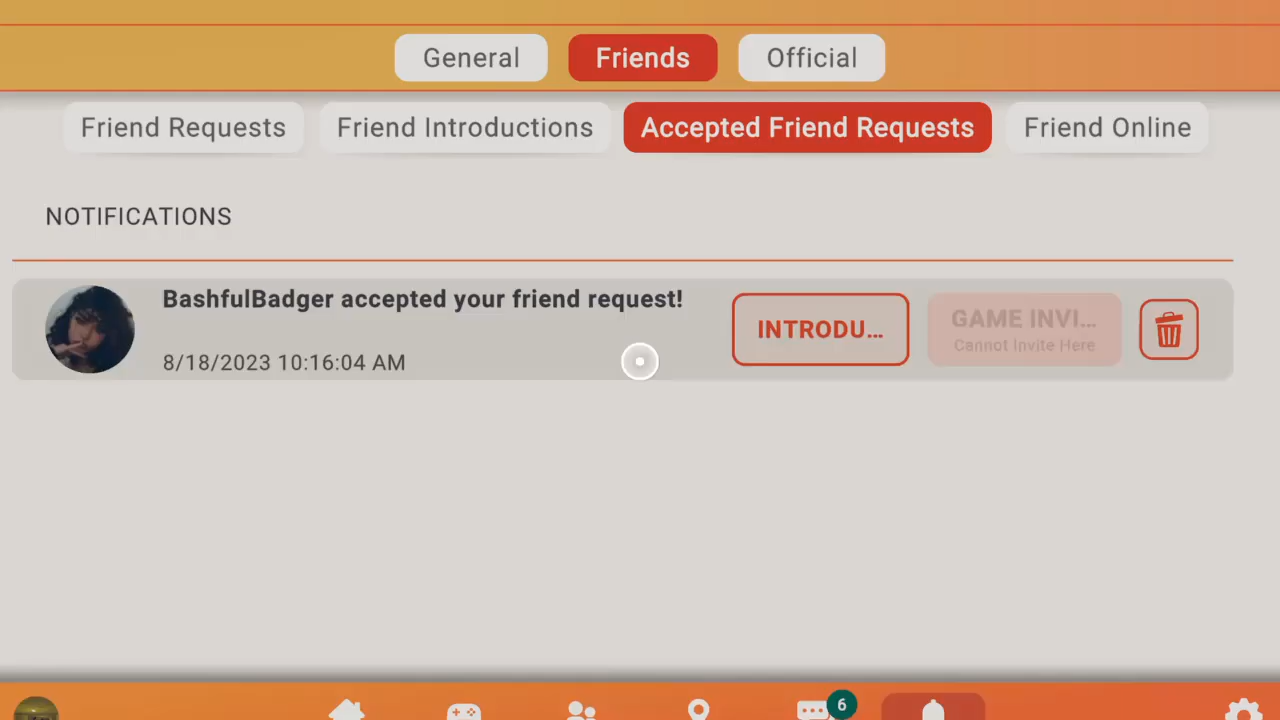 General
Friends
Official
Friend Requests
Friend Introductions
Accepted Friend Requests
Friend Online
NOTIFICATIONS
BashfulBadger accepted your friend request!
8/18/2023 10:16:04 AM
INTRODU...
GAME INVI...
Cannot Invite Here
6